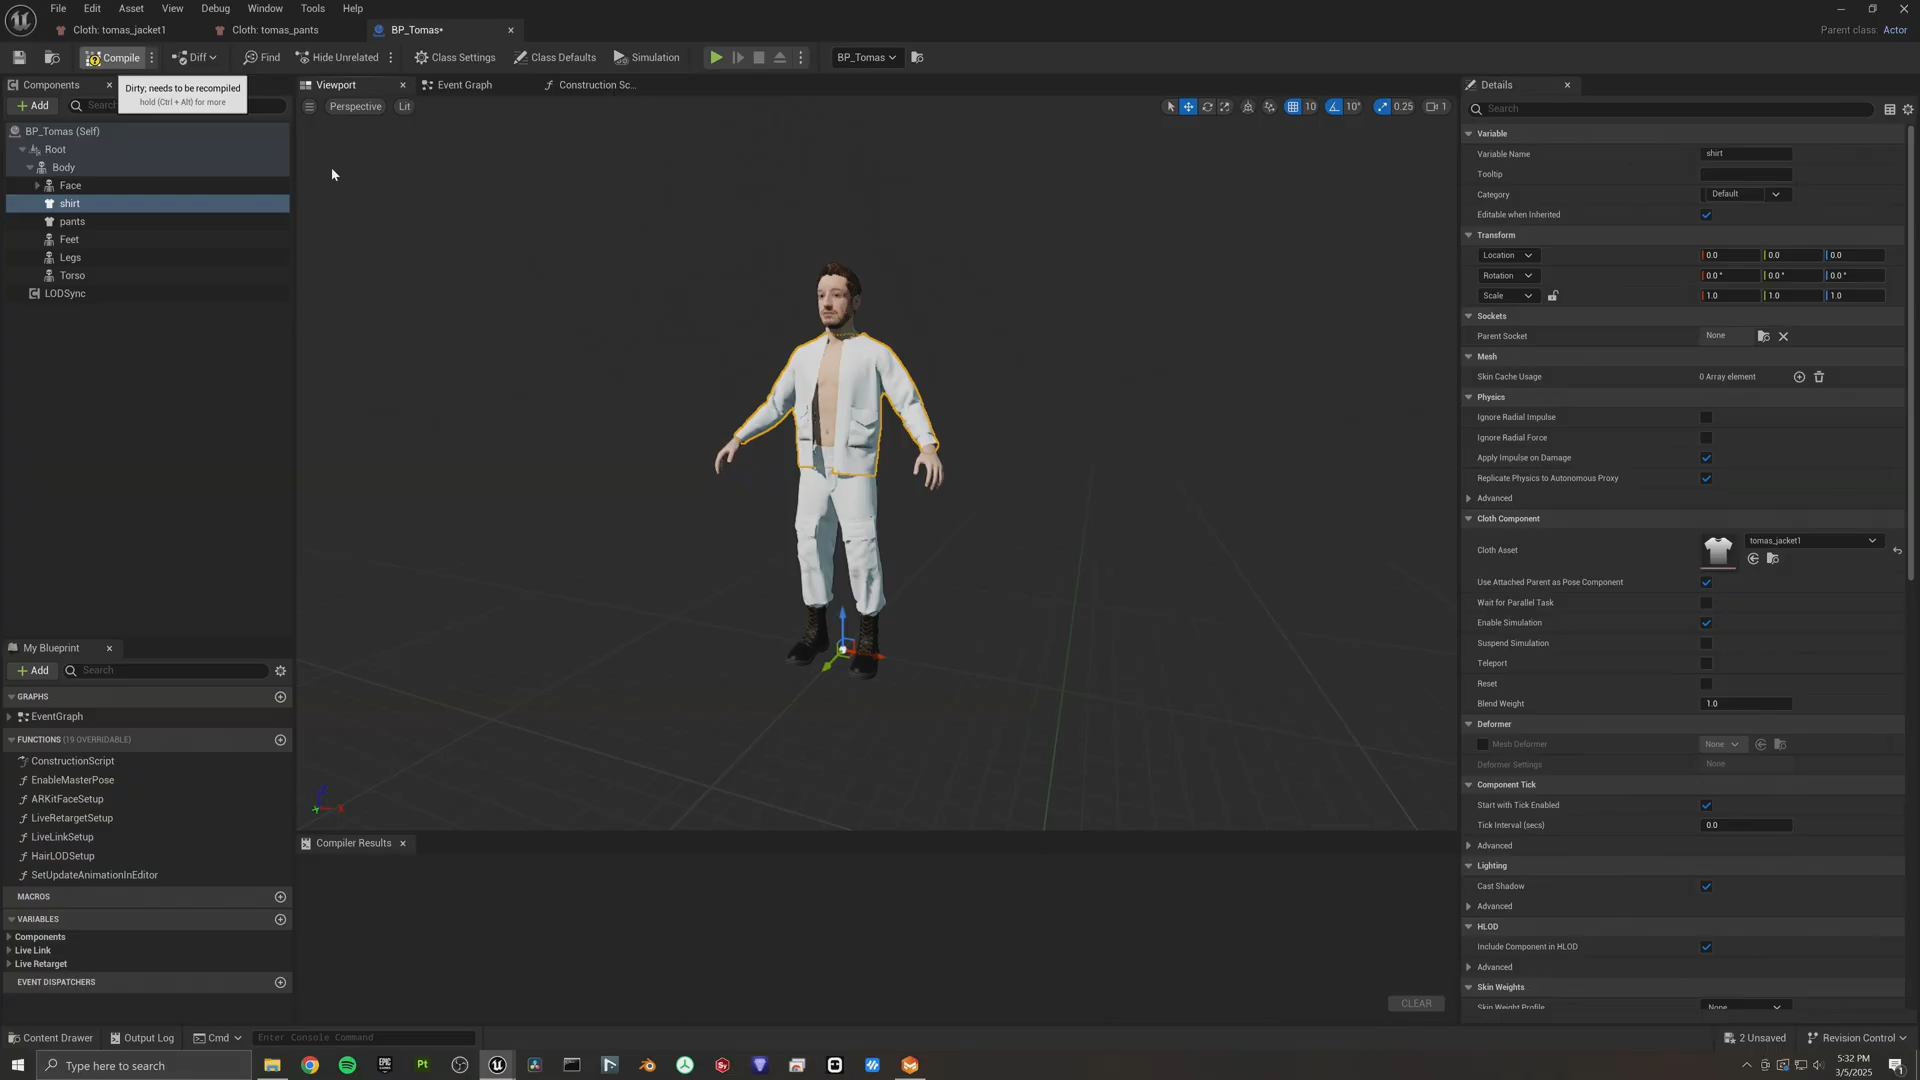 File Edit Asset View Debug Window Tools Help
Cloth: tomas_jacket1 Cloth: tomas_pants BP_Tomas• Parent class: Actor
Compile Diff Find Hide Unrelated Class Settings Class Defaults Simulation BP_Tomas
Components
Dirty; needs to be recompiled
hold (Ctrl + Alt) for more
+ Add Search
BP_Tomas (Self)
Root
Body
Face
shirt
pants
Feet
Legs
Torso
LODSync
My Blueprint
+ Add Search
GRAPHS
EventGraph
FUNCTIONS (19 OVERRIDABLE)
ConstructionScript
EnableMasterPose
ARKitFaceSetup
LiveRetargetSetup
LiveLinkSetup
HairLODSetup
SetUpdateAnimationInEditor
MACROS
VARIABLES
Components
Live Link
Live Retarget
EVENT DISPATCHERS
Viewport Event Graph Construction Sc...
Perspective Lit 10 10° 0.25 1
Compiler Results
CLEAR
Details
Search
Variable
Variable Name shirt
Tooltip
Category Default
Editable when Inherited
Transform
Location 0.0 0.0 0.0
Rotation 0.0 ° 0.0 ° 0.0 °
Scale 1.0 1.0 1.0
Sockets
Parent Socket None
Mesh
Skin Cache Usage 0 Array element
Physics
Ignore Radial Impulse
Ignore Radial Force
Apply Impulse on Damage
Replicate Physics to Autonomous Proxy
Advanced
Cloth Component
Cloth Asset tomas_jacket1
Use Attached Parent as Pose Component
Wait for Parallel Task
Enable Simulation
Suspend Simulation
Teleport
Reset
Blend Weight 1.0
Deformer
Mesh Deformer None
Deformer Settings None
Component Tick
Start with Tick Enabled
Tick Interval (secs) 0.0
Advanced
Lighting
Cast Shadow
Advanced
HLOD
Include Component in HLOD
Advanced
Skin Weights
Skin Weight Profile None
Content Drawer Output Log Cmd Enter Console Command 2 Unsaved Revision Control
Type here to search Pt 5:32 PM
3/5/2025